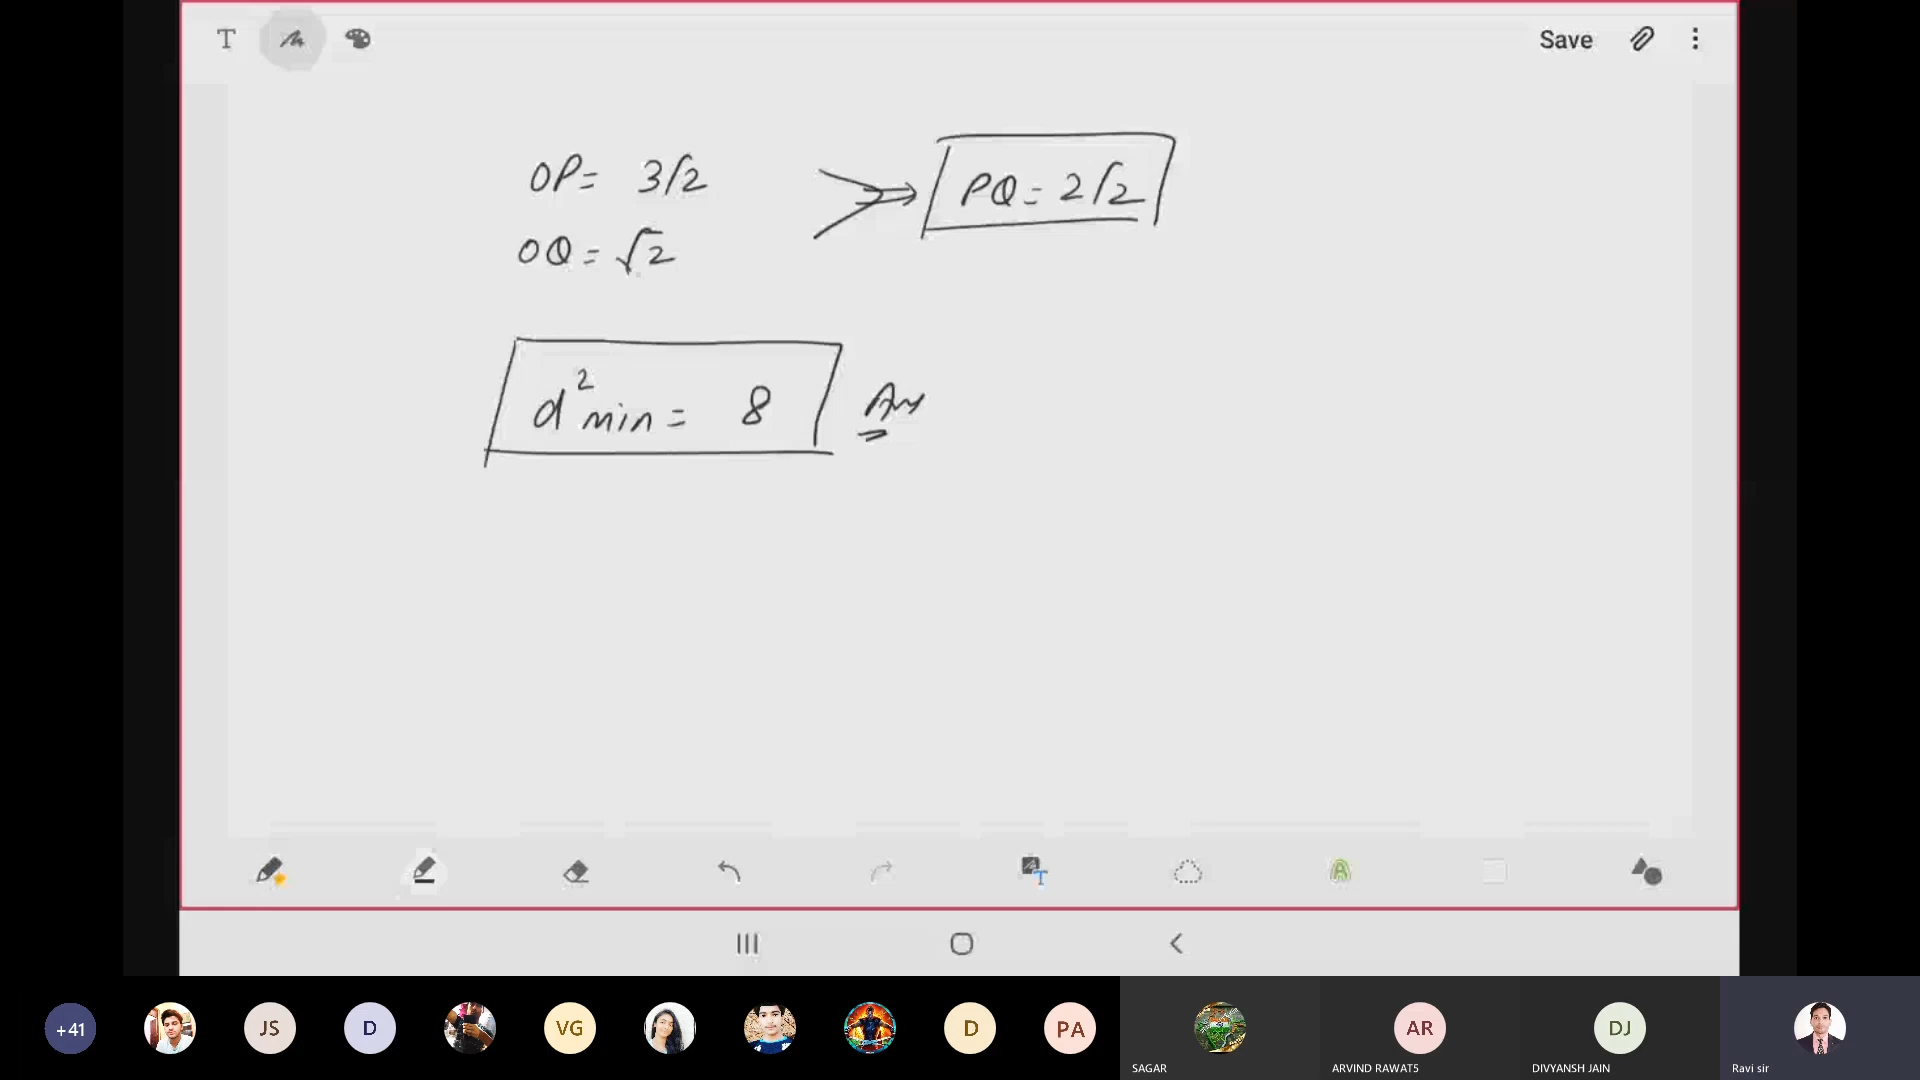 T
Save
OP = 3√2
PQ = 2√2
OQ = √2
d²min = 8 Ans
T
A
+41
JS
D
VG
D
PA
AR
DJ
SAGAR
ARVIND RAWAT5
DIVYANSH JAIN
Ravi sir